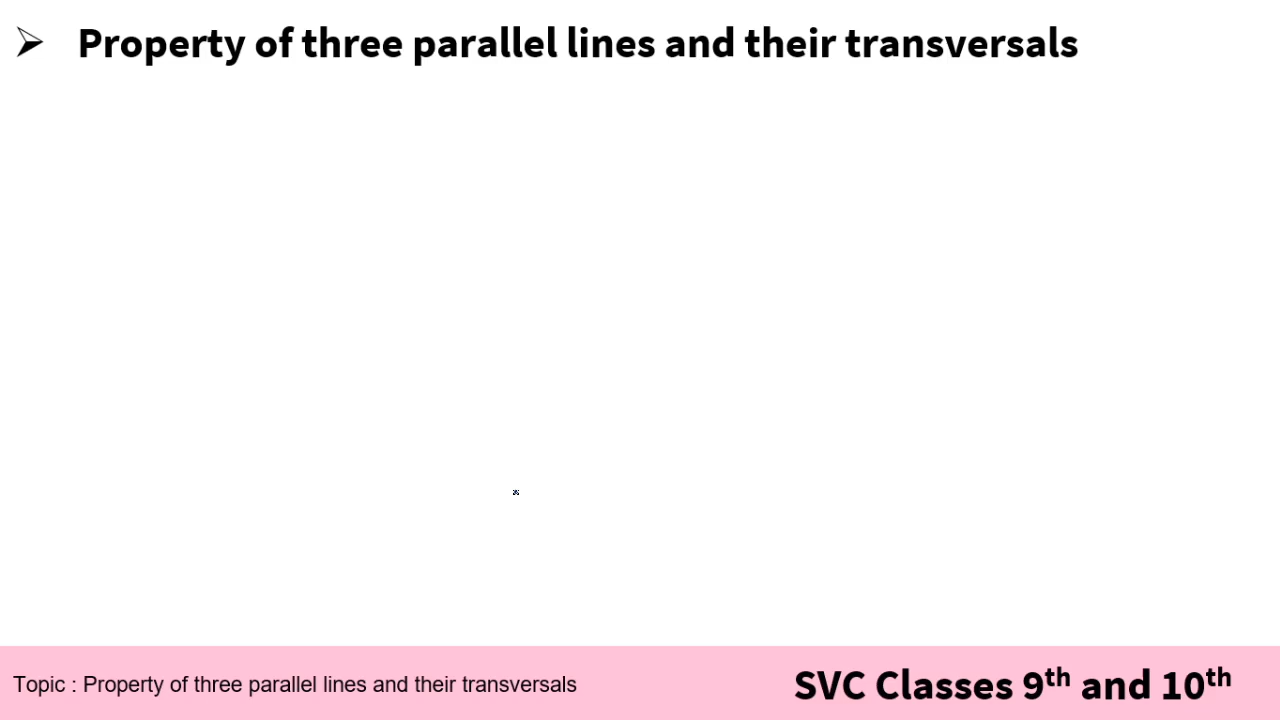 ➢ Property of three parallel lines and their transversals
Topic : Property of three parallel lines and their transversals
SVC Classes 9th and 10th